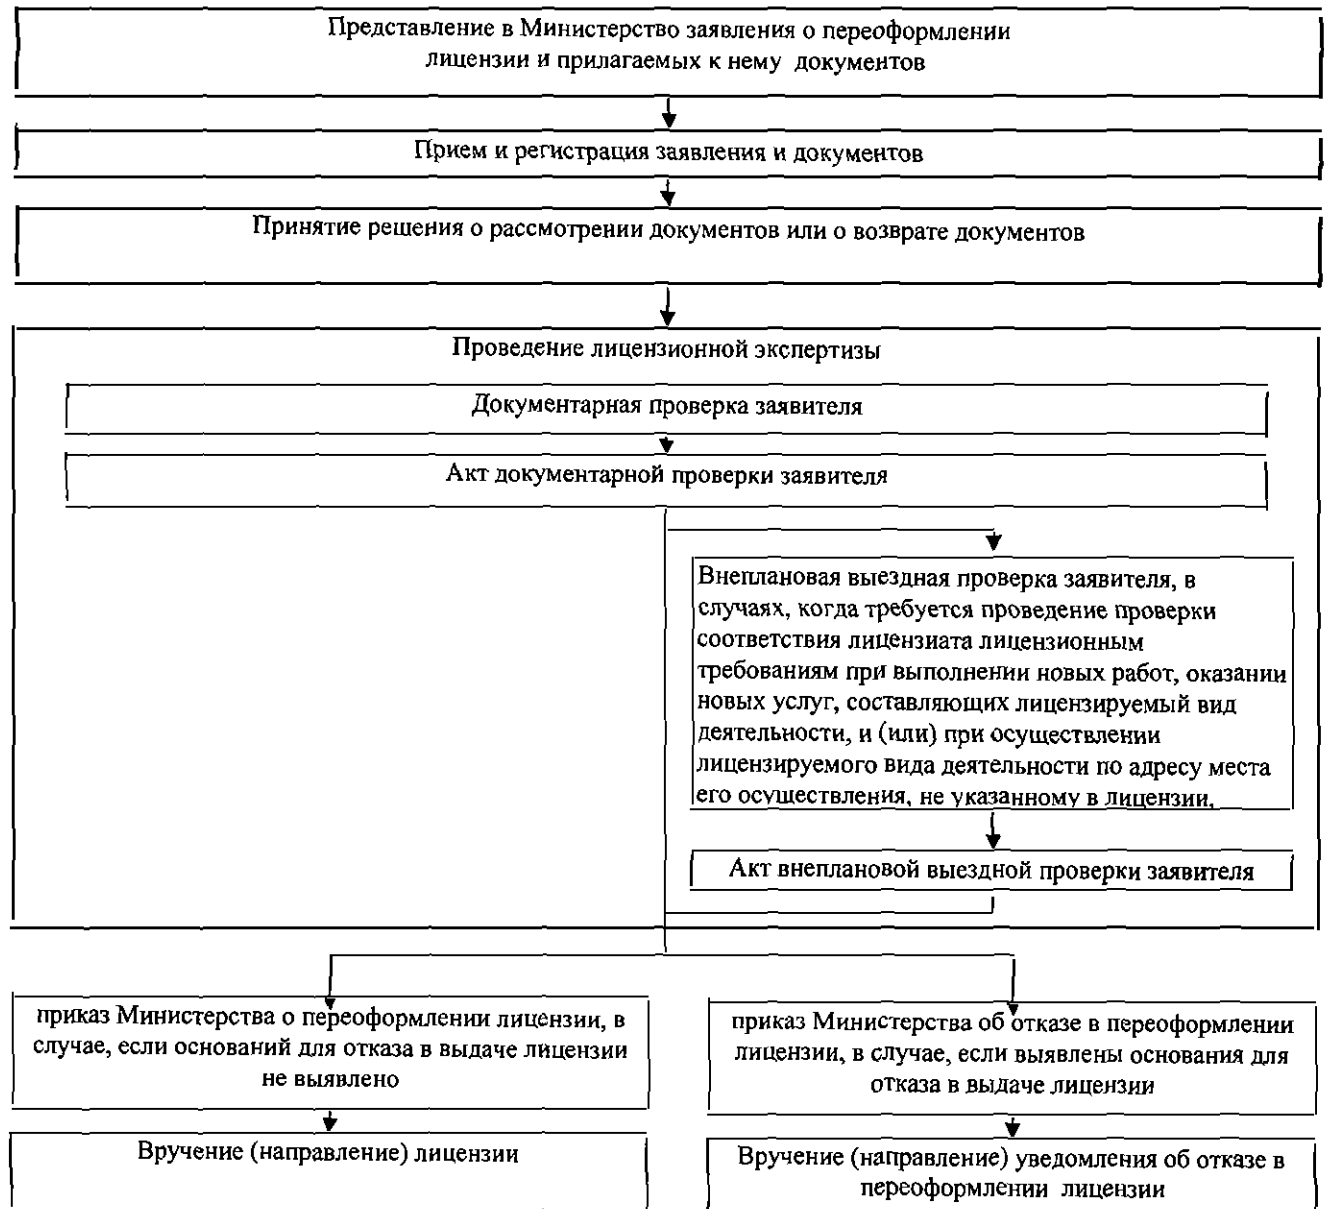 Представление в Министерство заявления о переоформлении
лицензии и прилагаемых к нему документов
Прием и регистрация заявления и документов
Принятие решения о рассмотрении документов или о возврате документов
Проведение лицензионной экспертизы
Документарная проверка заявителя
Акт документарной проверки заявителя
Внеплановая выездная проверка заявителя, в
случаях, когда требуется проведение проверки
соответствия лицензиата лицензионным
требованиям при выполнении новых работ, оказании
новых услуг, составляющих лицензируемый вид
деятельности, и (или) при осуществлении
лицензируемого вида деятельности по адресу места
его осуществления, не указанному в лицензии,
Акт внеплановой выездной проверки заявителя
приказ Министерства о переоформлении лицензии, в
случае, если оснований для отказа в выдаче лицензии
не выявлено
приказ Министерства об отказе в переоформлении
лицензии, в случае, если выявлены основания для
отказа в выдаче лицензии
Вручение (направление) лицензии
Вручение (направление) уведомления об отказе в
переоформлении лицензии